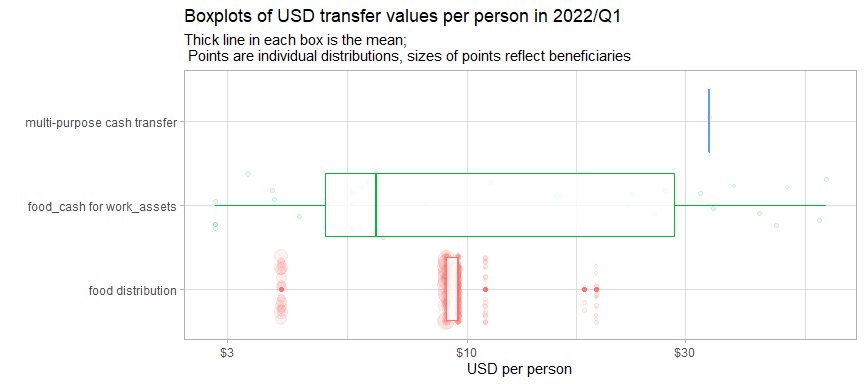 Boxplots of USD transfer values per person in 2022/Q1
Thick line in each box is the mean;
Points are individual distributions, sizes of points reflect beneficiaries
multi-purpose cash transfer
food_cash for work_assets
food distribution
$3
$10
$30
USD per person